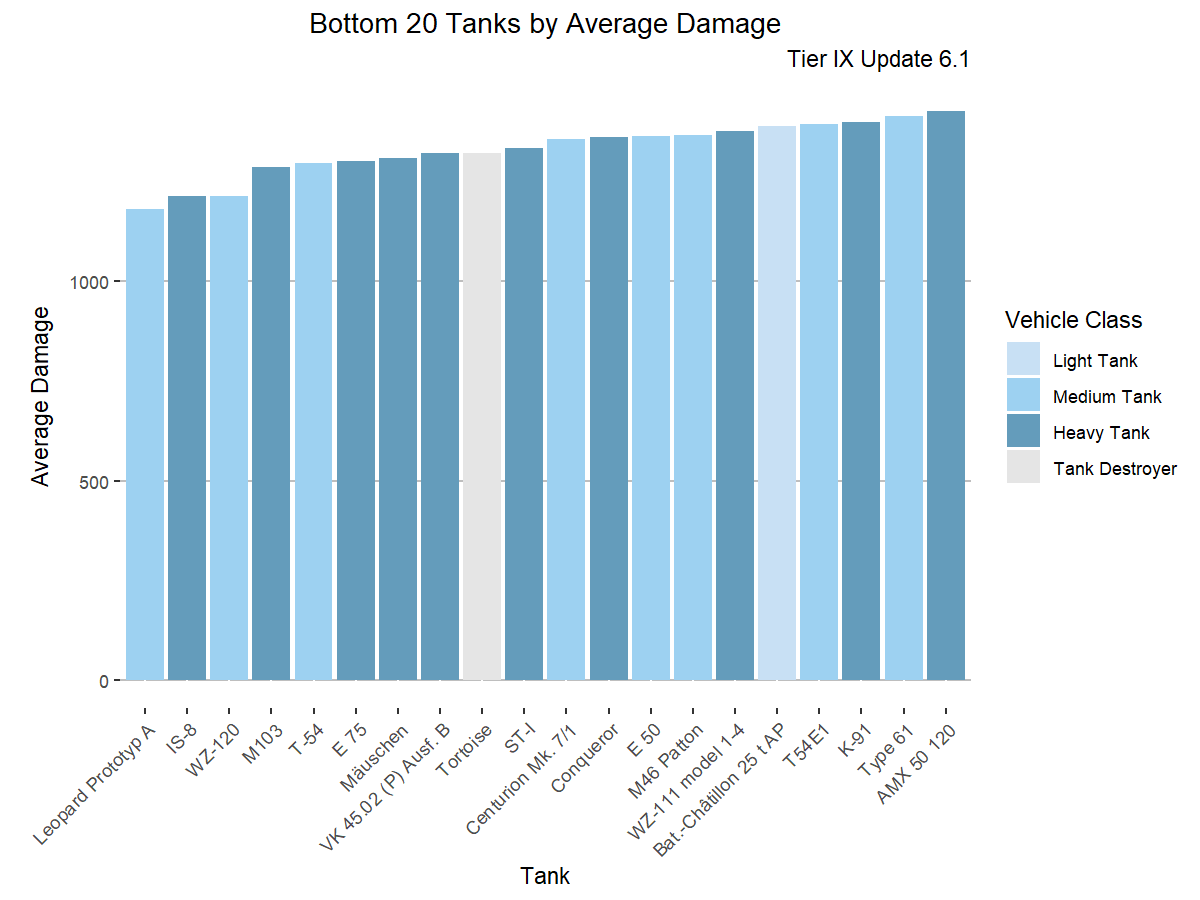 Bottom 20 Tanks by Average Damage
Tier IX Update 6.1
Average Damage
1000
500
0
Leopard Prototyp A
IS-8
WZ-120
M103
T-54
E 75
Mäuschen
VK 45.02 (P) Ausf. B
Tortoise
ST-I
Centurion Mk. 7/1
Conqueror
E 50
M46 Patton
WZ-111 model 1-4
Bat.-Châtillon 25 t AP
T54E1
K-91
Type 61
AMX 50 120
Tank
Vehicle Class
Light Tank
Medium Tank
Heavy Tank
Tank Destroyer